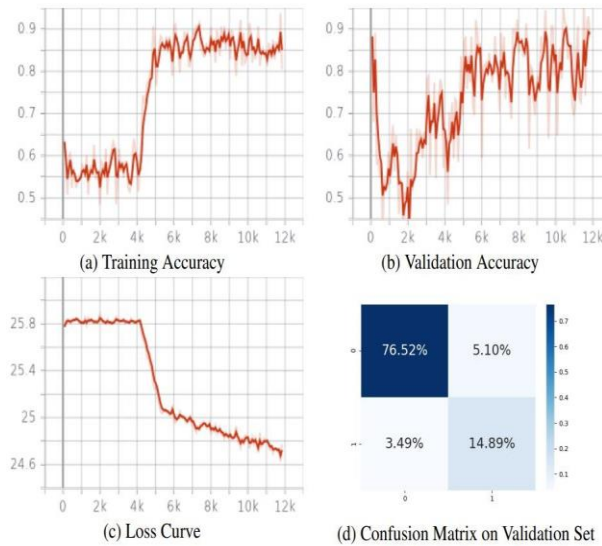 0.9
0.8
0.7
0.6
0.5
0 2k 4k 6k 8k 10k 12k
(a) Training Accuracy
0.9
0.8
0.7
0.6
0.5
0 2k 4k 6k 8k 10k 12k
(b) Validation Accuracy
25.8
25.4
25
24.6
0 2k 4k 6k 8k 10k 12k
(c) Loss Curve
0 76.52% 5.10%
1 3.49% 14.89%
0 1
0.7
0.6
0.5
0.4
0.3
0.2
0.1
(d) Confusion Matrix on Validation Set